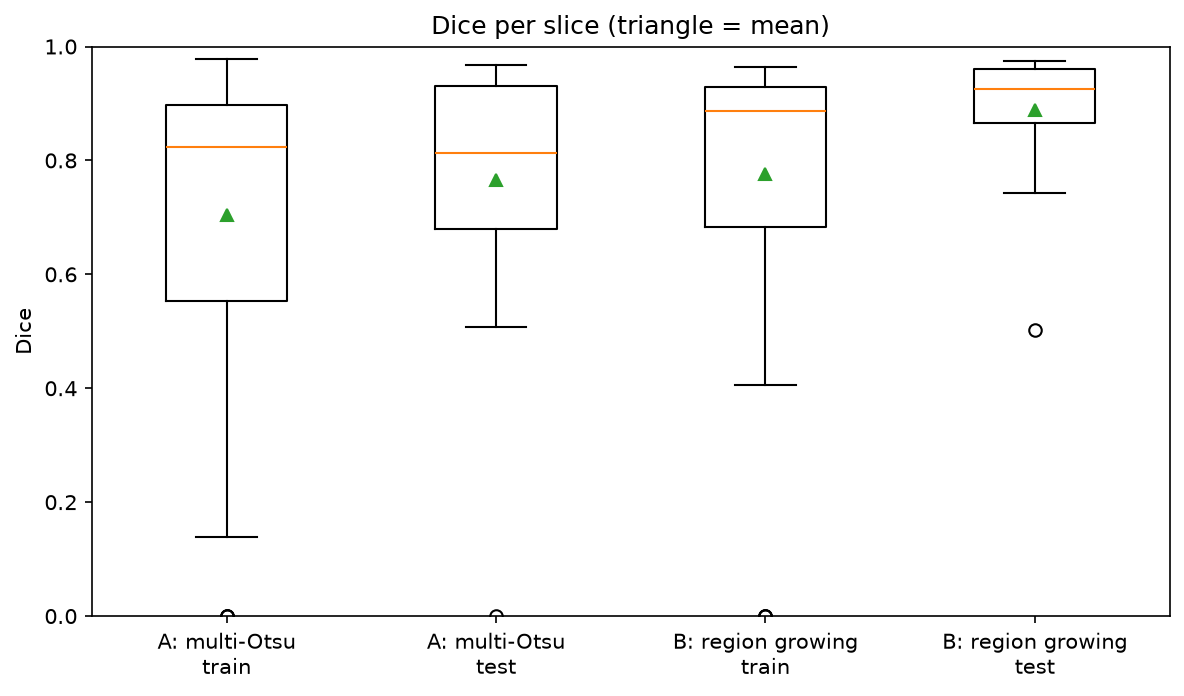 Dice per slice (triangle = mean)
1.0
0.8
0.6
0.4
0.2
0.0
Dice
A: multi-Otsu
train
A: multi-Otsu
test
B: region growing
train
B: region growing
test